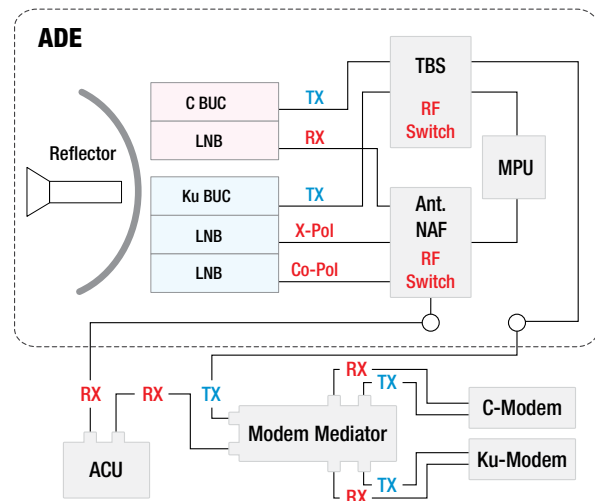 ADE
C BUC
TX
TBS
LNB
RX
RF
Switch
Reflector
MPU
Ku BUC
TX
Ant.
NAF
LNB
X-Pol
RF
Switch
LNB
Co-Pol
RX
RX
TX
RX
TX
C-Modem
Modem Mediator
ACU
Ku-Modem
TX
RX